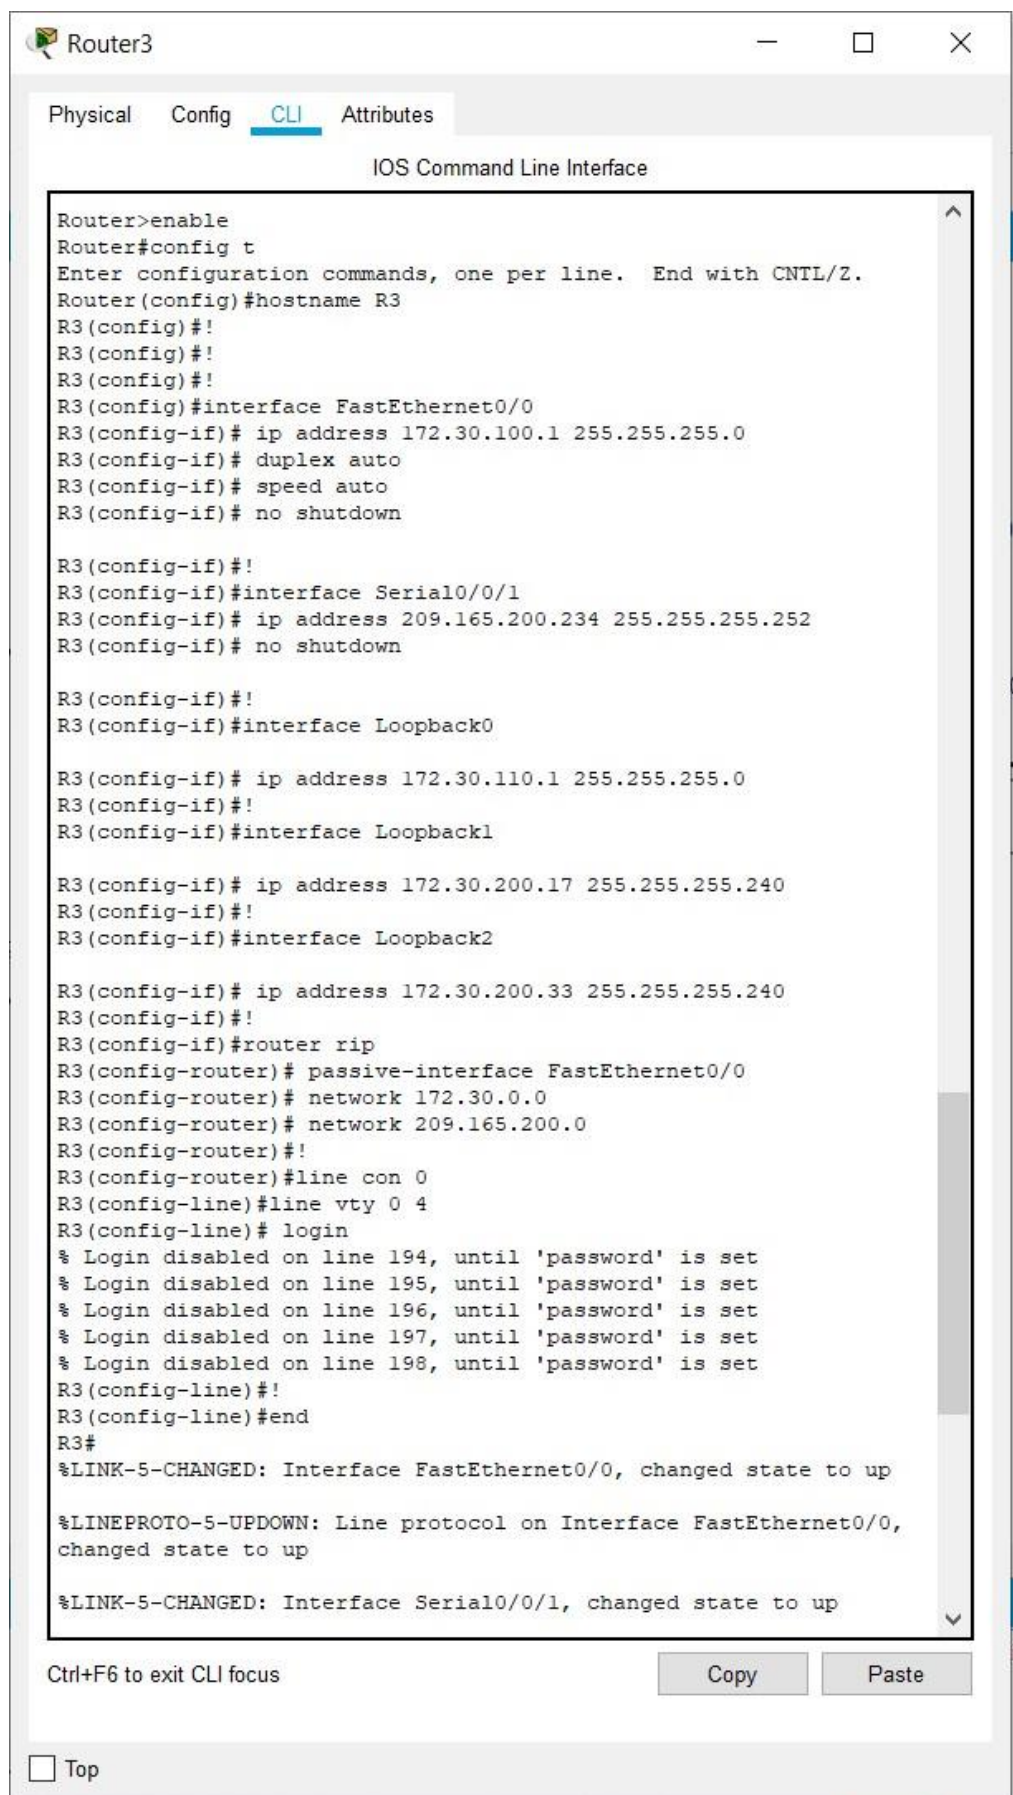 Router3
Physical Config CLI Attributes
IOS Command Line Interface
Router>enable
Router#config t
Enter configuration commands, one per line.  End with CNTL/Z.
Router(config)#hostname R3
R3(config)#!
R3(config)#!
R3(config)#!
R3(config)#interface FastEthernet0/0
R3(config-if)# ip address 172.30.100.1 255.255.255.0
R3(config-if)# duplex auto
R3(config-if)# speed auto
R3(config-if)# no shutdown
R3(config-if)#!
R3(config-if)#interface Serial0/0/1
R3(config-if)# ip address 209.165.200.234 255.255.255.252
R3(config-if)# no shutdown
R3(config-if)#!
R3(config-if)#interface Loopback0
R3(config-if)# ip address 172.30.110.1 255.255.255.0
R3(config-if)#!
R3(config-if)#interface Loopback1
R3(config-if)# ip address 172.30.200.17 255.255.255.240
R3(config-if)#!
R3(config-if)#interface Loopback2
R3(config-if)# ip address 172.30.200.33 255.255.255.240
R3(config-if)#!
R3(config-if)#router rip
R3(config-router)# passive-interface FastEthernet0/0
R3(config-router)# network 172.30.0.0
R3(config-router)# network 209.165.200.0
R3(config-router)#!
R3(config-router)#line con 0
R3(config-line)#line vty 0 4
R3(config-line)# login
% Login disabled on line 194, until 'password' is set
% Login disabled on line 195, until 'password' is set
% Login disabled on line 196, until 'password' is set
% Login disabled on line 197, until 'password' is set
% Login disabled on line 198, until 'password' is set
R3(config-line)#!
R3(config-line)#end
R3#
%LINK-5-CHANGED: Interface FastEthernet0/0, changed state to up
%LINEPROTO-5-UPDOWN: Line protocol on Interface FastEthernet0/0,
changed state to up
%LINK-5-CHANGED: Interface Serial0/0/1, changed state to up
Ctrl+F6 to exit CLI focus Copy Paste
Top